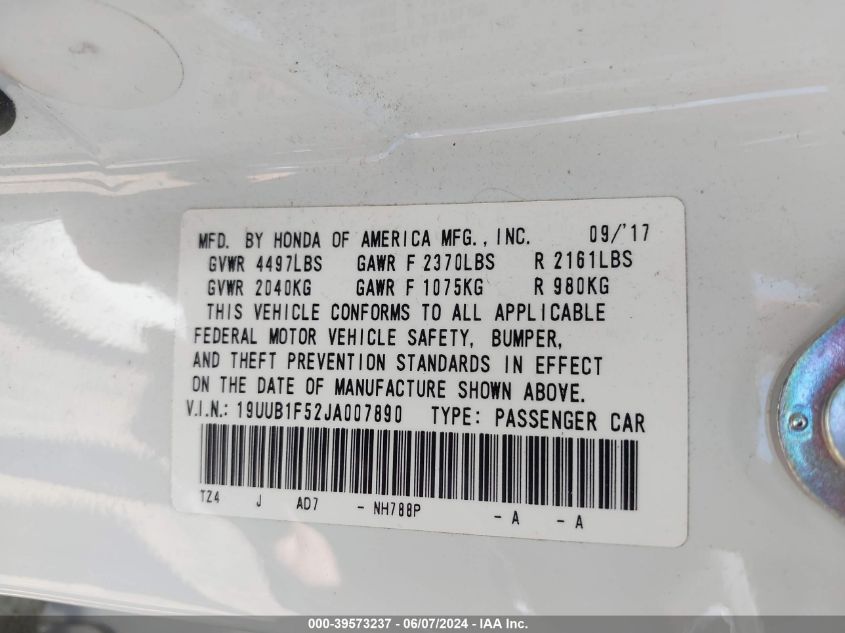 MFD. BY HONDA OF AMERICA MFG., INC. 09/'17
GVWR 4497LBS GAWR F 2370LBS R 2161LBS
GVWR 2040KG GAWR F 1075KG R 980KG
THIS VEHICLE CONFORMS TO ALL APPLICABLE
FEDERAL MOTOR VEHICLE SAFETY, BUMPER,
AND THEFT PREVENTION STANDARDS IN EFFECT
ON THE DATE OF MANUFACTURE SHOWN ABOVE.
V.I.N.: 19UUB1F52JA007890 TYPE: PASSENGER CAR
TZ4 J AD7 - NH788P - A - A
000-39573237 - 06/07/2024 - IAA Inc.